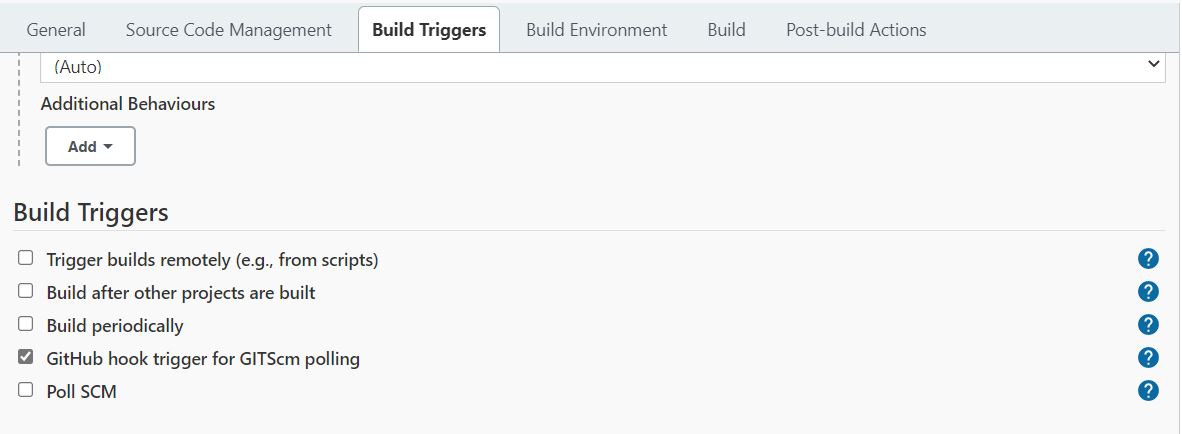 General Source Code Management Build Triggers Build Environment Build Post-build Actions
(Auto)
Additional Behaviours
Add
Build Triggers
Trigger builds remotely (e.g., from scripts) ?
Build after other projects are built ?
Build periodically ?
GitHub hook trigger for GITScm polling ?
Poll SCM ?